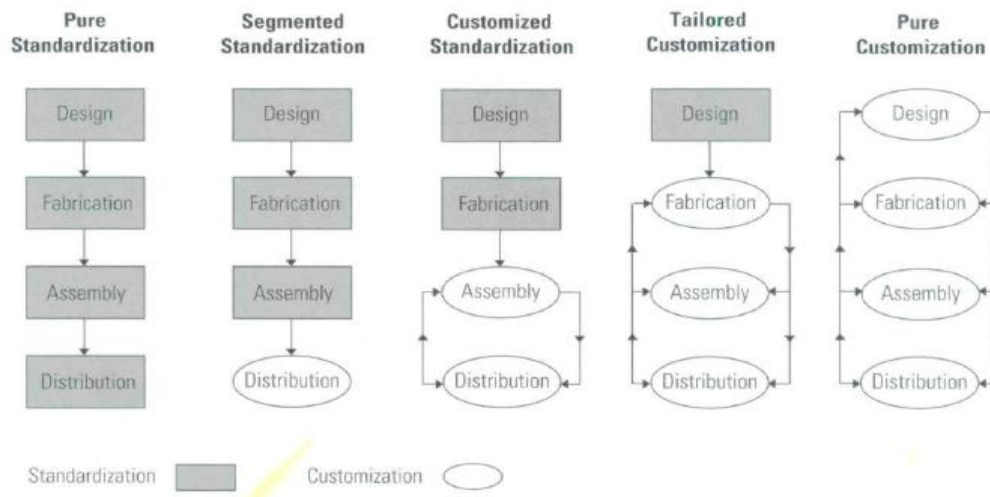 Pure
Standardization
Segmented
Standardization
Customized
Standardization
Tailored
Customization
Pure
Customization
Design
Design
Design
Design
Design
Fabrication
Fabrication
Fabrication
Fabrication
Fabrication
Assembly
Assembly
Assembly
Assembly
Assembly
Distribution
Distribution
Distribution
Distribution
Distribution
Standardization
Customization